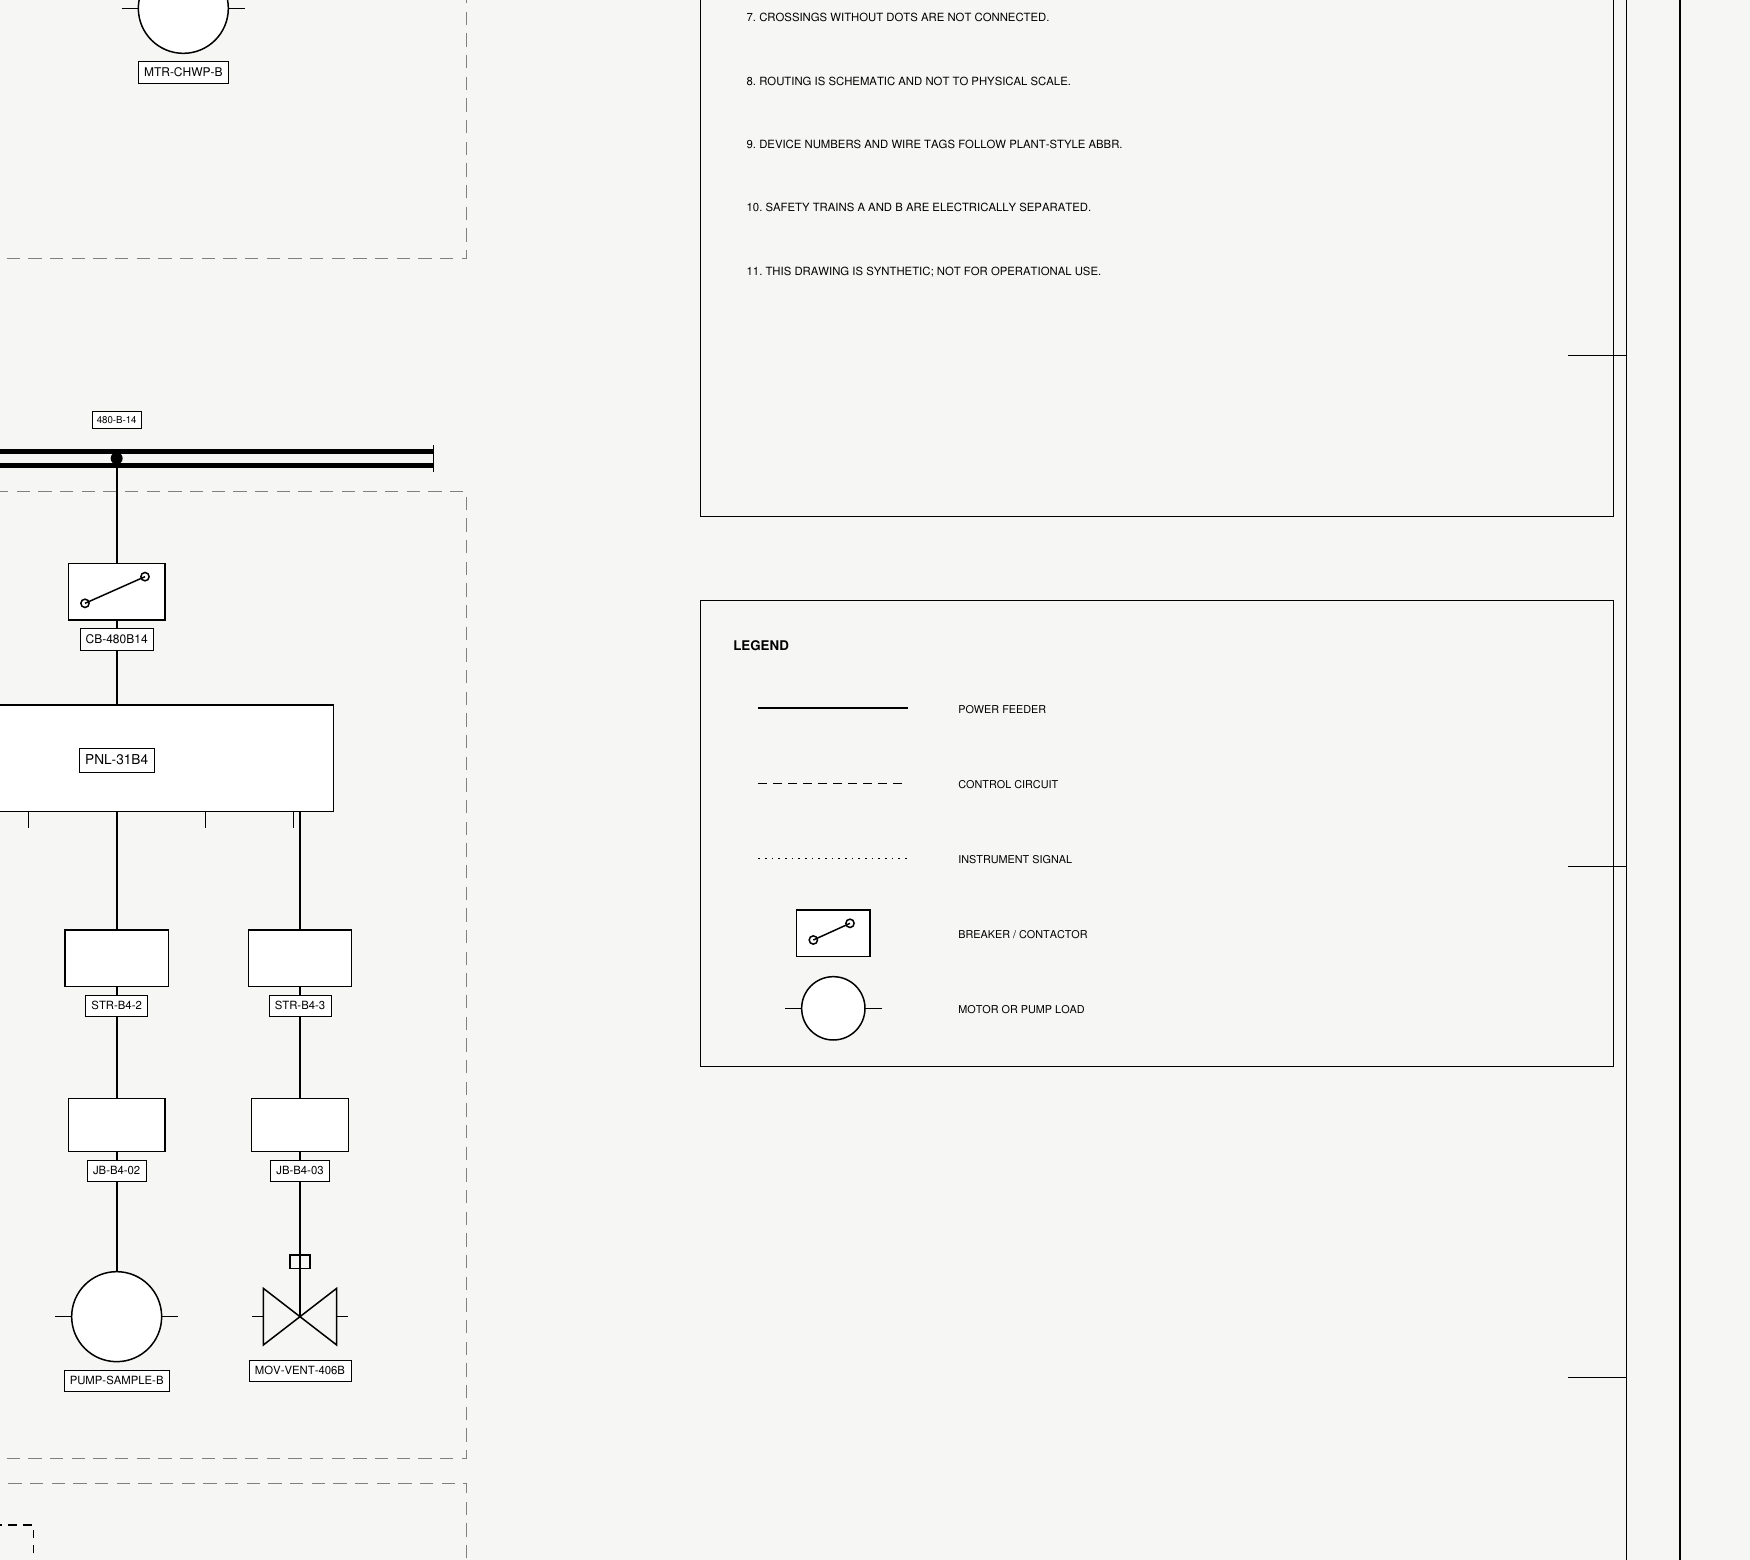 MTR-CHWP-B
7. CROSSINGS WITHOUT DOTS ARE NOT CONNECTED.
8. ROUTING IS SCHEMATIC AND NOT TO PHYSICAL SCALE.
9. DEVICE NUMBERS AND WIRE TAGS FOLLOW PLANT-STYLE ABBR.
10. SAFETY TRAINS A AND B ARE ELECTRICALLY SEPARATED.
11. THIS DRAWING IS SYNTHETIC; NOT FOR OPERATIONAL USE.
480-B-14
CB-480B14
PNL-31B4
STR-B4-2
STR-B4-3
JB-B4-02
JB-B4-03
PUMP-SAMPLE-B
MOV-VENT-406B
LEGEND
POWER FEEDER
CONTROL CIRCUIT
INSTRUMENT SIGNAL
BREAKER / CONTACTOR
MOTOR OR PUMP LOAD